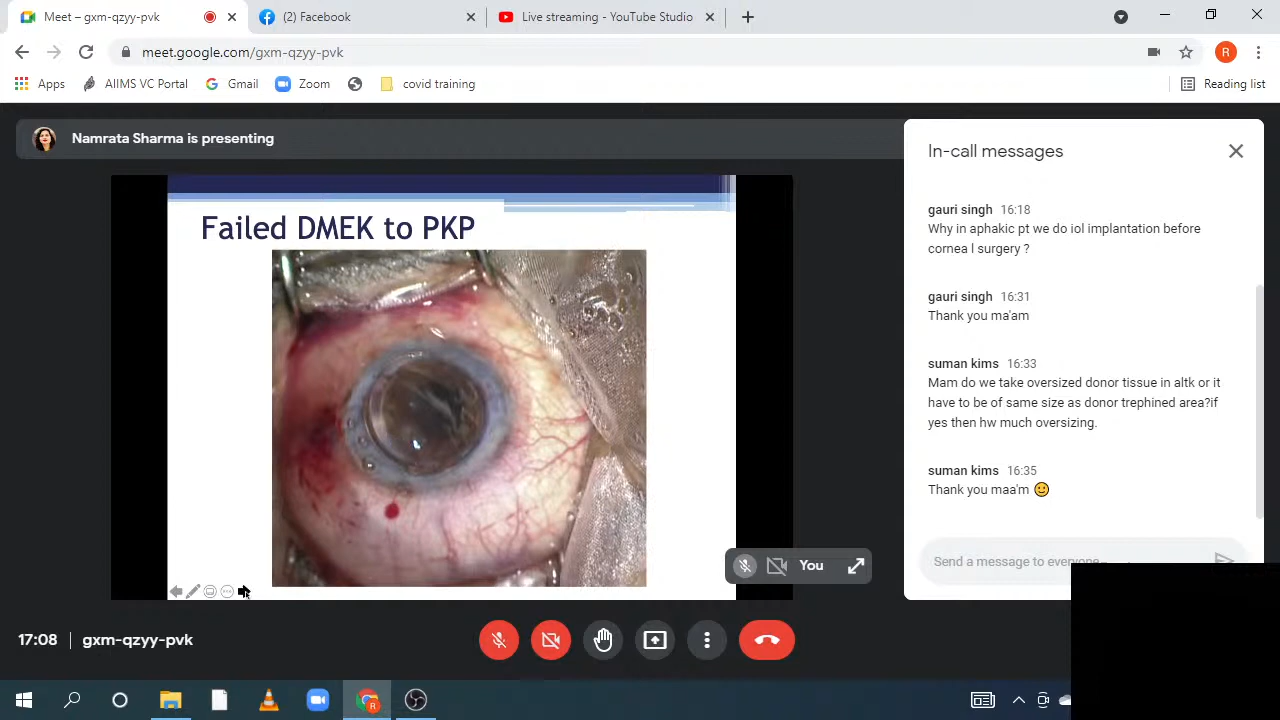 Meet – gxm-qzyy-pvk
(2) Facebook
Live streaming - YouTube Studio
meet.google.com/gxm-qzyy-pvk
R
Apps
AIIMS VC Portal
Gmail
Zoom
covid training
Reading list
Namrata Sharma is presenting
Failed DMEK to PKP
You
In-call messages
gauri singh 16:18
Why in aphakic pt we do iol implantation before
cornea l surgery ?
gauri singh 16:31
Thank you ma'am
suman kims 16:33
Mam do we take oversized donor tissue in altk or it
have to be of same size as donor trephined area?if
yes then hw much oversizing.
suman kims 16:35
Thank you maa'm
Send a message to everyone
17:08 | gxm-qzyy-pvk
R